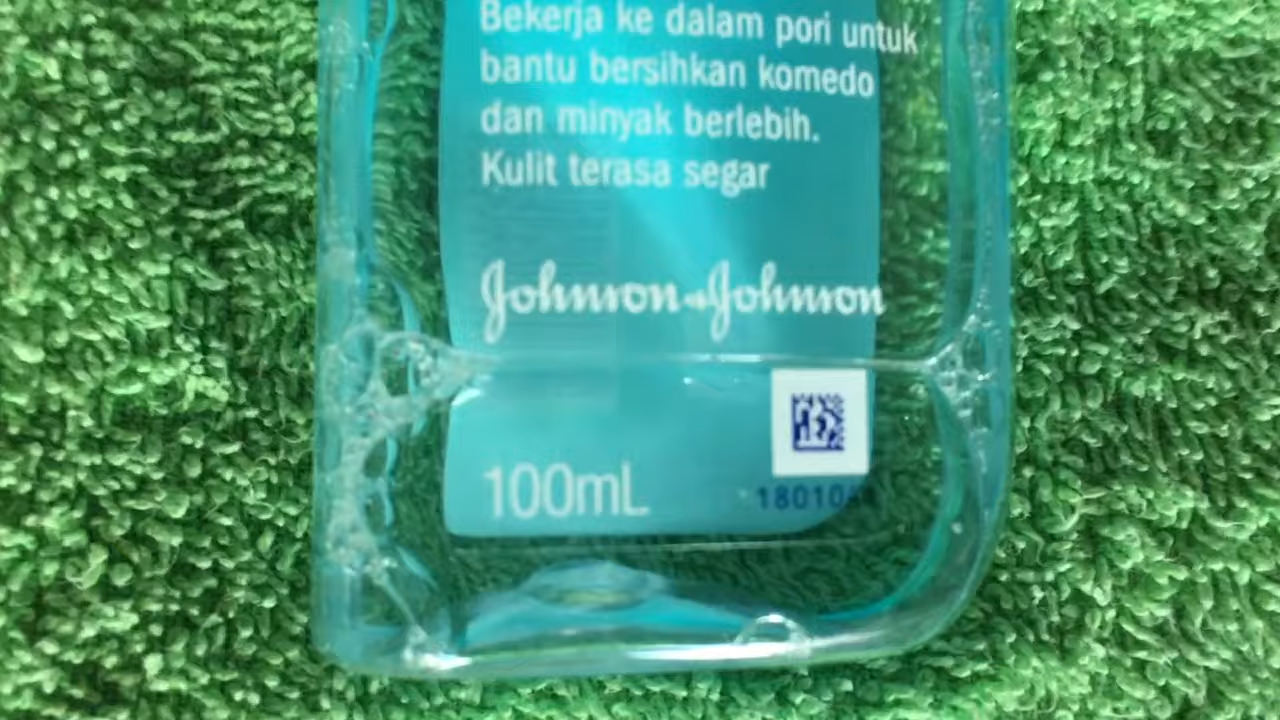 Bekerja ke dalam pori untuk
bantu bersihkan komedo
dan minyak berlebih.
Kulit terasa segar
Johnson & Johnson
100mL